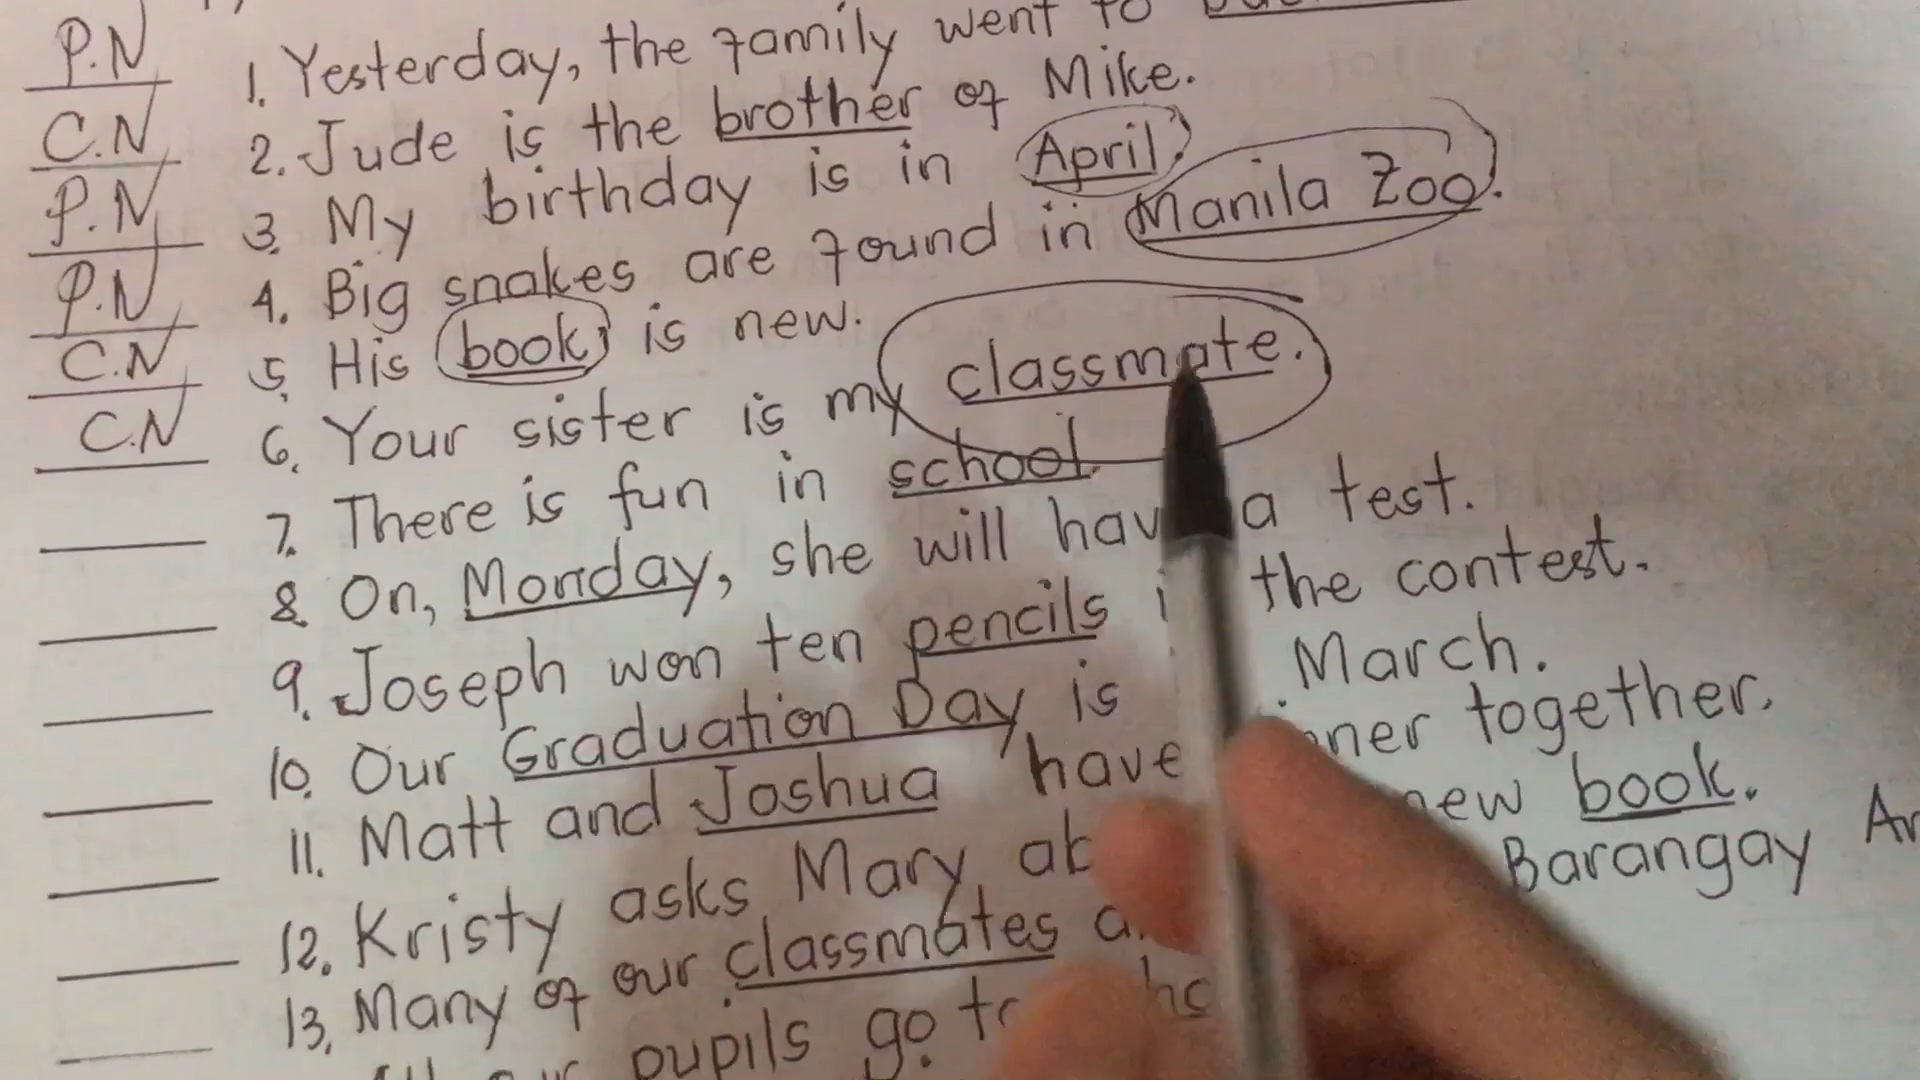 P.N 1. Yesterday, the family went to
C.N 2. Jude is the brother of Mike.
P.N 3. My birthday is in April.
P.N 4. Big snakes are found in Manila Zoo.
C.N 5. His book is new.
C.N 6. Your sister is my classmate.
7. There is fun in school.
8. On, Monday, she will hav a test.
9. Joseph won ten pencils the contest.
10. Our Graduation Day is March.
11. Matt and Joshua have together.
12. Kristy asks Mary new book.
13. Many of our classmates Barangay
pupils go